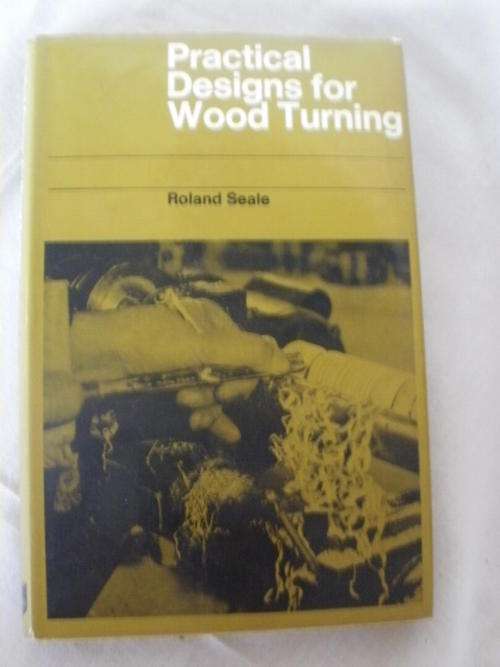 Practical
Designs for
Wood Turning
Roland Seale